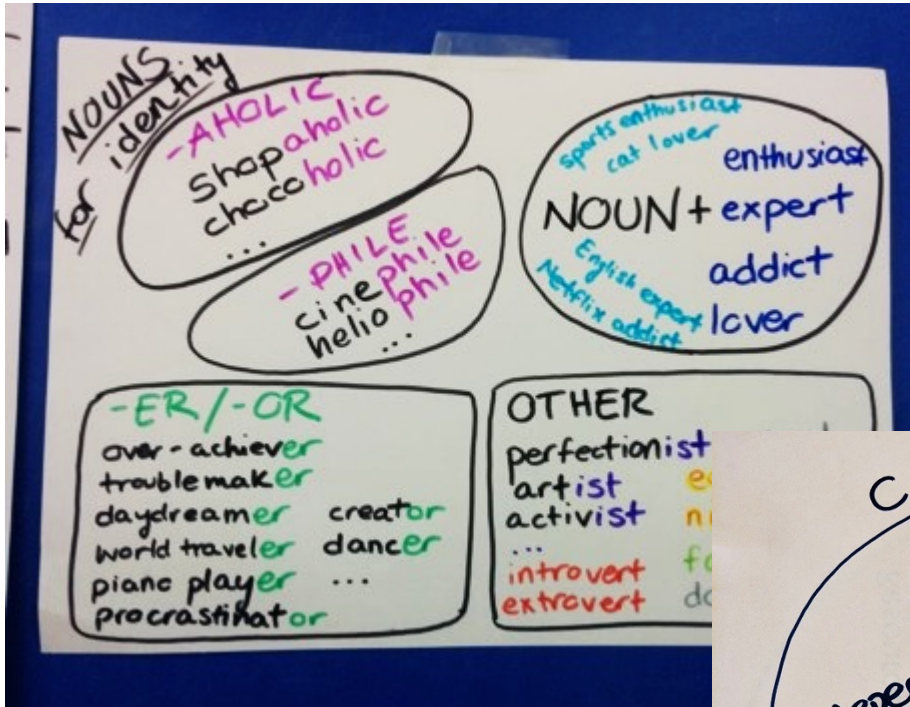 NOUNS
for identity
-AHOLIC
shopaholic
chocoholic
...
-PHILE
cinephile
heliophile
...
sports enthusiast
cat lover
enthusiast
NOUN + expert
addict
lover
English expert
Netflix addict
-ER/-OR
over-achiever
troublemaker
daydreamer
world traveler
piano player
procrastinator
creator
dancer
...
OTHER
perfectionist
artist
activist
...
introvert
extrovert